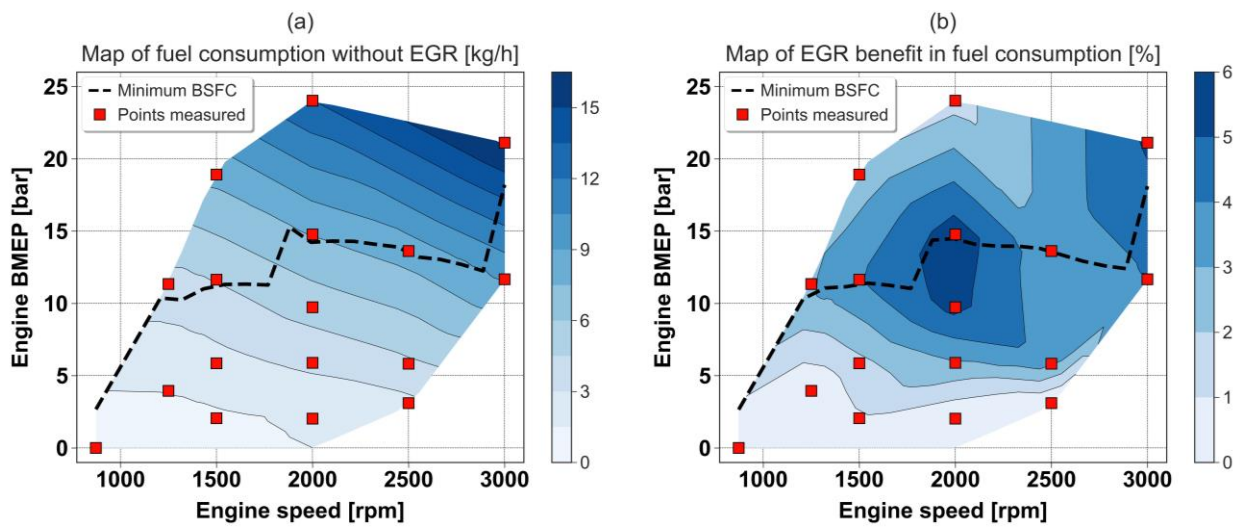 (a)
Map of fuel consumption without EGR [kg/h]
Minimum BSFC
Points measured
Engine BMEP [bar]
25
20
15
10
5
0
1000 1500 2000 2500 3000
Engine speed [rpm]
15
12
9
6
3
0
(b)
Map of EGR benefit in fuel consumption [%]
Minimum BSFC
Points measured
Engine BMEP [bar]
25
20
15
10
5
0
1000 1500 2000 2500 3000
Engine speed [rpm]
6
5
4
3
2
1
0